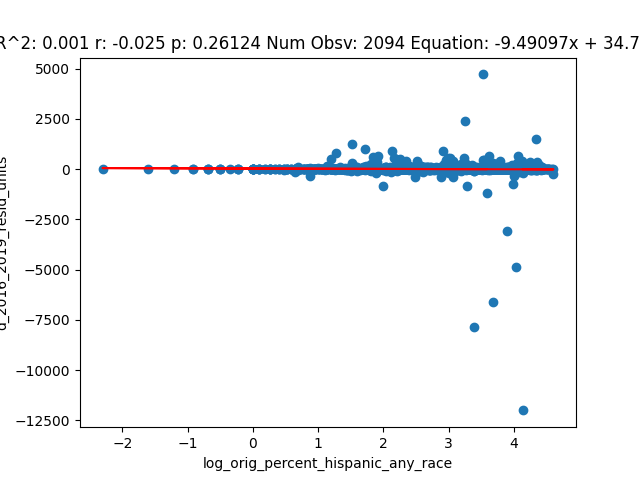 R^2: 0.001 r: -0.025 p: 0.26124 Num Obsv: 2094 Equation: -9.49097x + 34.7
5000
2500
0
−2500
−5000
−7500
−10000
−12500
d_2016_2019_resid_units
−2 −1 0 1 2 3 4
log_orig_percent_hispanic_any_race